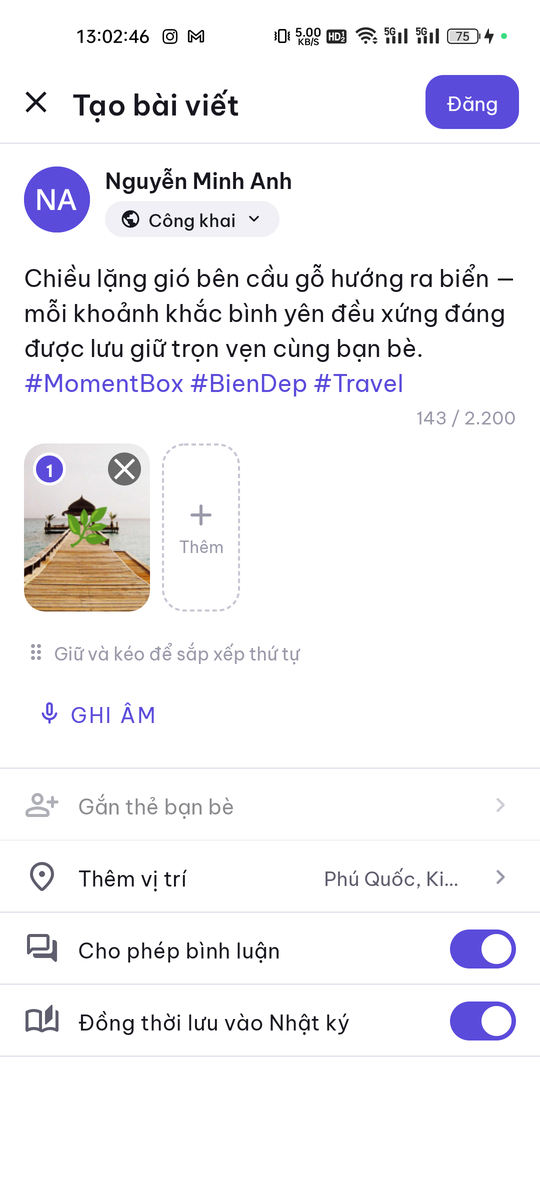 13:02:46 5.00 KB/S HD 5G 5G 75
Tạo bài viết Đăng
NA Nguyễn Minh Anh
Công khai
Chiều lặng gió bên cầu gỗ hướng ra biển —
mỗi khoảnh khắc bình yên đều xứng đáng
được lưu giữ trọn vẹn cùng bạn bè.
#MomentBox #BienDep #Travel
143 / 2.200
1
Thêm
Giữ và kéo để sắp xếp thứ tự
GHI ÂM
Gắn thẻ bạn bè
Thêm vị trí Phú Quốc, Ki...
Cho phép bình luận
Đồng thời lưu vào Nhật ký